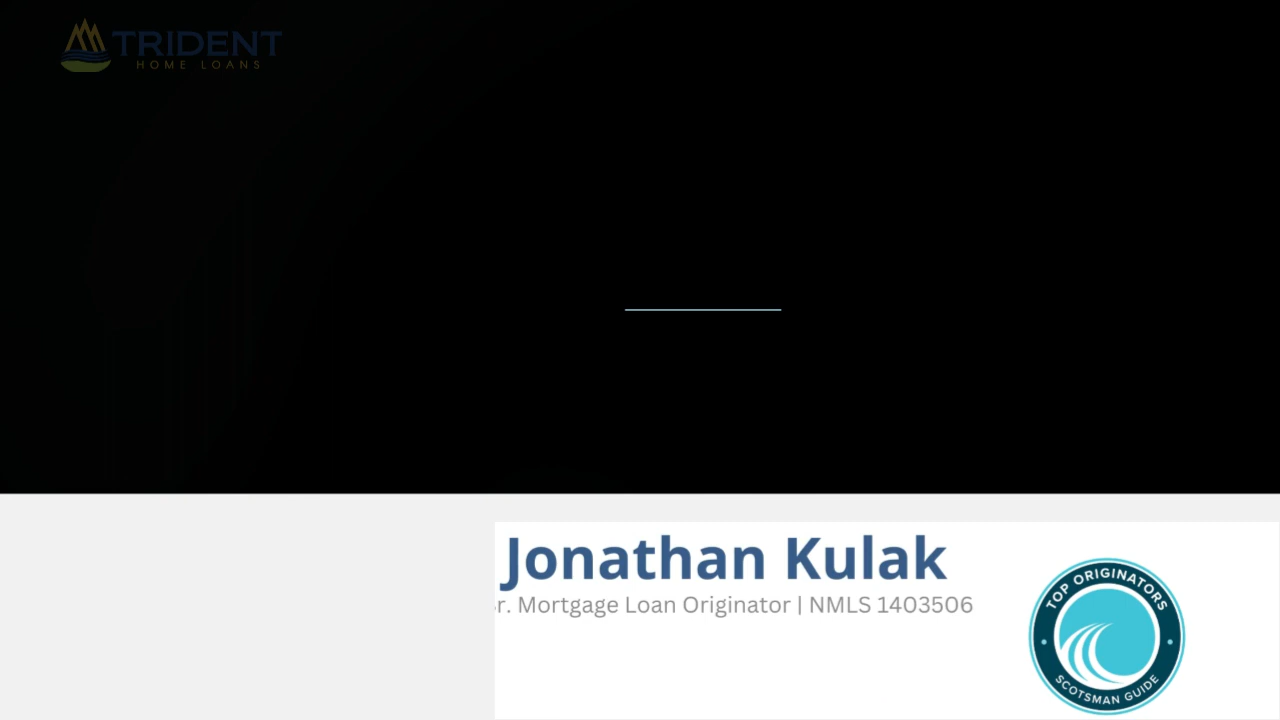 TRIDENT
HOME LOANS
Jonathan Kulak
r. Mortgage Loan Originator | NMLS 1403506
TOP ORIGINATORS
SCOTSMAN GUIDE